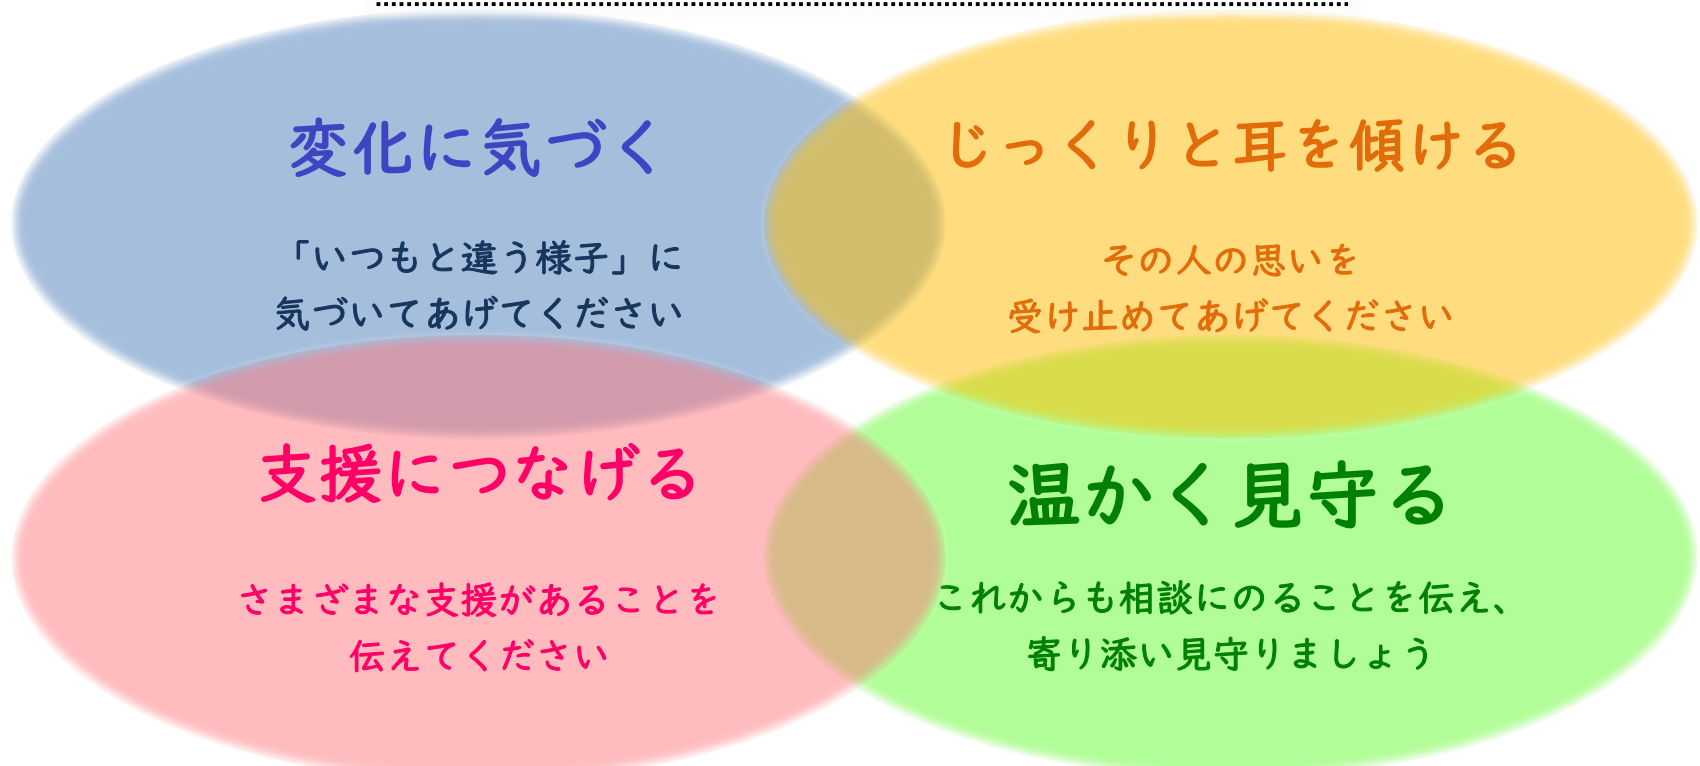 変化に気づく
「いつもと違う様子」に
気づいてあげてください
じっくりと耳を傾ける
その人の思いを
受け止めてあげてください
支援につなげる
さまざまな支援があることを
伝えてください
温かく見守る
これからも相談にのることを伝え、
寄り添い見守りましょう